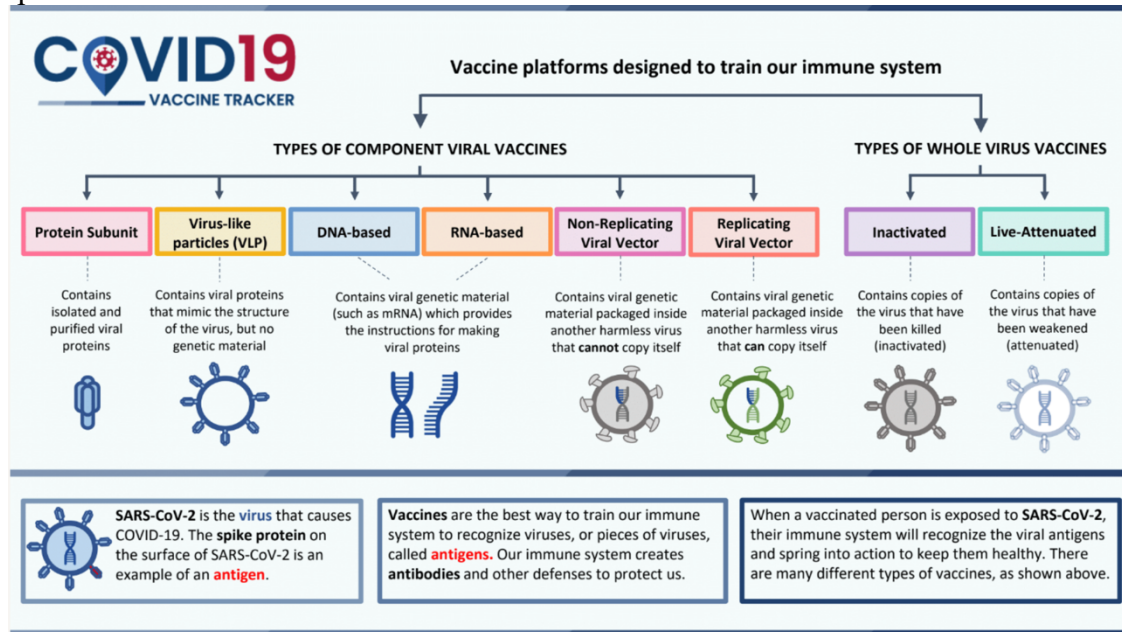 COVID19
VACCINE TRACKER
Vaccine platforms designed to train our immune system
TYPES OF COMPONENT VIRAL VACCINES
TYPES OF WHOLE VIRUS VACCINES
Protein Subunit
Virus-like
particles (VLP)
DNA-based
RNA-based
Non-Replicating
Viral Vector
Replicating
Viral Vector
Inactivated
Live-Attenuated
Contains
isolated and
purified viral
proteins
Contains viral proteins
that mimic the structure
of the virus, but no
genetic material
Contains viral genetic material
(such as mRNA) which provides
the instructions for making
viral proteins
Contains viral genetic
material packaged inside
another harmless virus
that cannot copy itself
Contains viral genetic
material packaged inside
another harmless virus
that can copy itself
Contains copies of
the virus that have
been killed
(inactivated)
Contains copies of
the virus that have
been weakened
(attenuated)
SARS-CoV-2 is the virus that causes
COVID-19. The spike protein on
the surface of SARS-CoV-2 is an
example of an antigen.
Vaccines are the best way to train our immune
system to recognize viruses, or pieces of viruses,
called antigens. Our immune system creates
antibodies and other defenses to protect us.
When a vaccinated person is exposed to SARS-CoV-2,
their immune system will recognize the viral antigens
and spring into action to keep them healthy. There
are many different types of vaccines, as shown above.